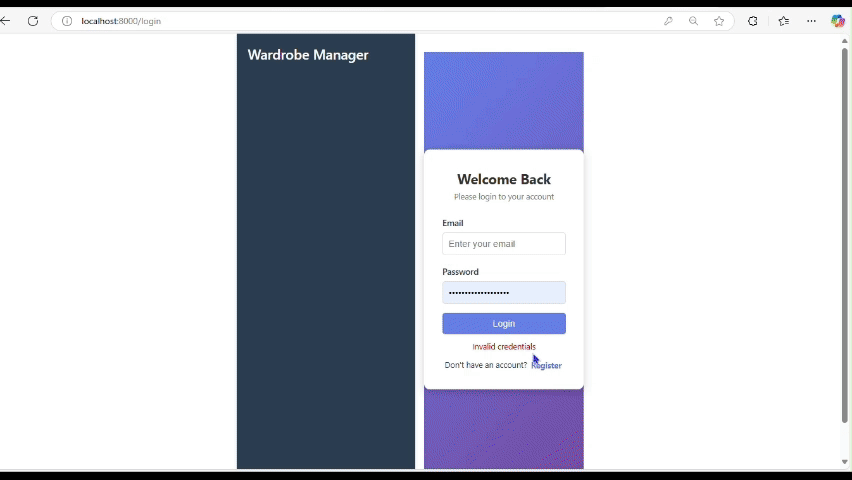 localhost:8000/login
Wardrobe Manager
Welcome Back
Please login to your account
Email
Enter your email
Password
Login
Invalid credentials
Don't have an account? Register